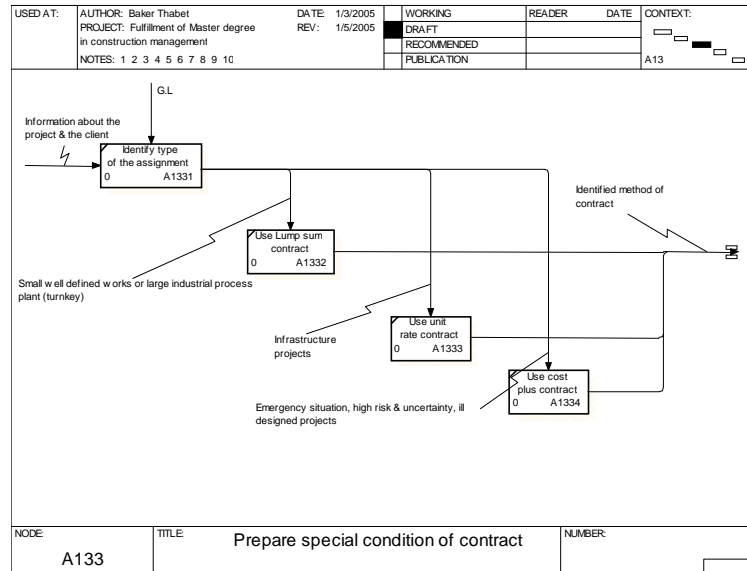 USED AT:
AUTHOR: Baker Thabet
DATE: 1/3/2005
PROJECT: Fulfillment of Master degree
REV: 1/5/2005
in construction management
NOTES: 1 2 3 4 5 6 7 8 9 10
WORKING
READER DATE
DRAFT
RECOMMENDED
PUBLICATION
CONTEXT:
A13
G.L
Information about the
project & the client
Identify type
of the assignment
0 A1331
Identified method of
contract
Use Lump sum
contract
0 A1332
Small well defined works or large industrial process
plant (turnkey)
Use unit
rate contract
0 A1333
Infrastructure
projects
Use cost
plus contract
0 A1334
Emergency situation, high risk & uncertainty, ill
designed projects
NODE:
A133
TITLE:
Prepare special condition of contract
NUMBER: